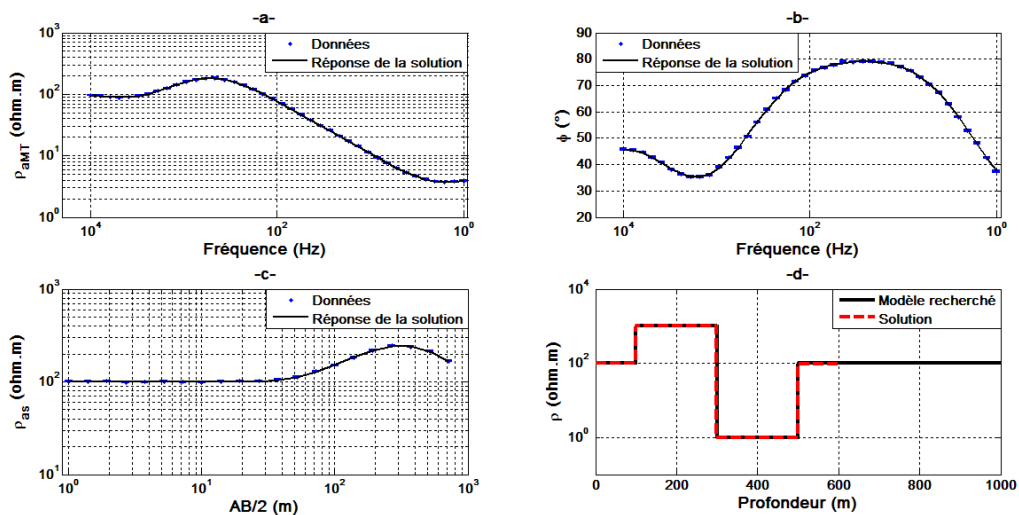 -a-
ρaMT (ohm.m)
10³
10²
10¹
10⁰
Données
Réponse de la solution
10⁴
10²
10⁰
Fréquence (Hz)
-b-
ϕ (°)
90
80
70
60
50
40
30
20
Données
Réponse de la solution
10⁴
10²
10⁰
Fréquence (Hz)
-c-
ρas (ohm.m)
10³
10²
10¹
Données
Réponse de la solution
10⁰
10¹
10²
10³
AB/2 (m)
-d-
ρ (ohm.m)
10⁴
10²
10⁰
Modèle recherché
Solution
0
200
400
600
800
1000
Profondeur (m)